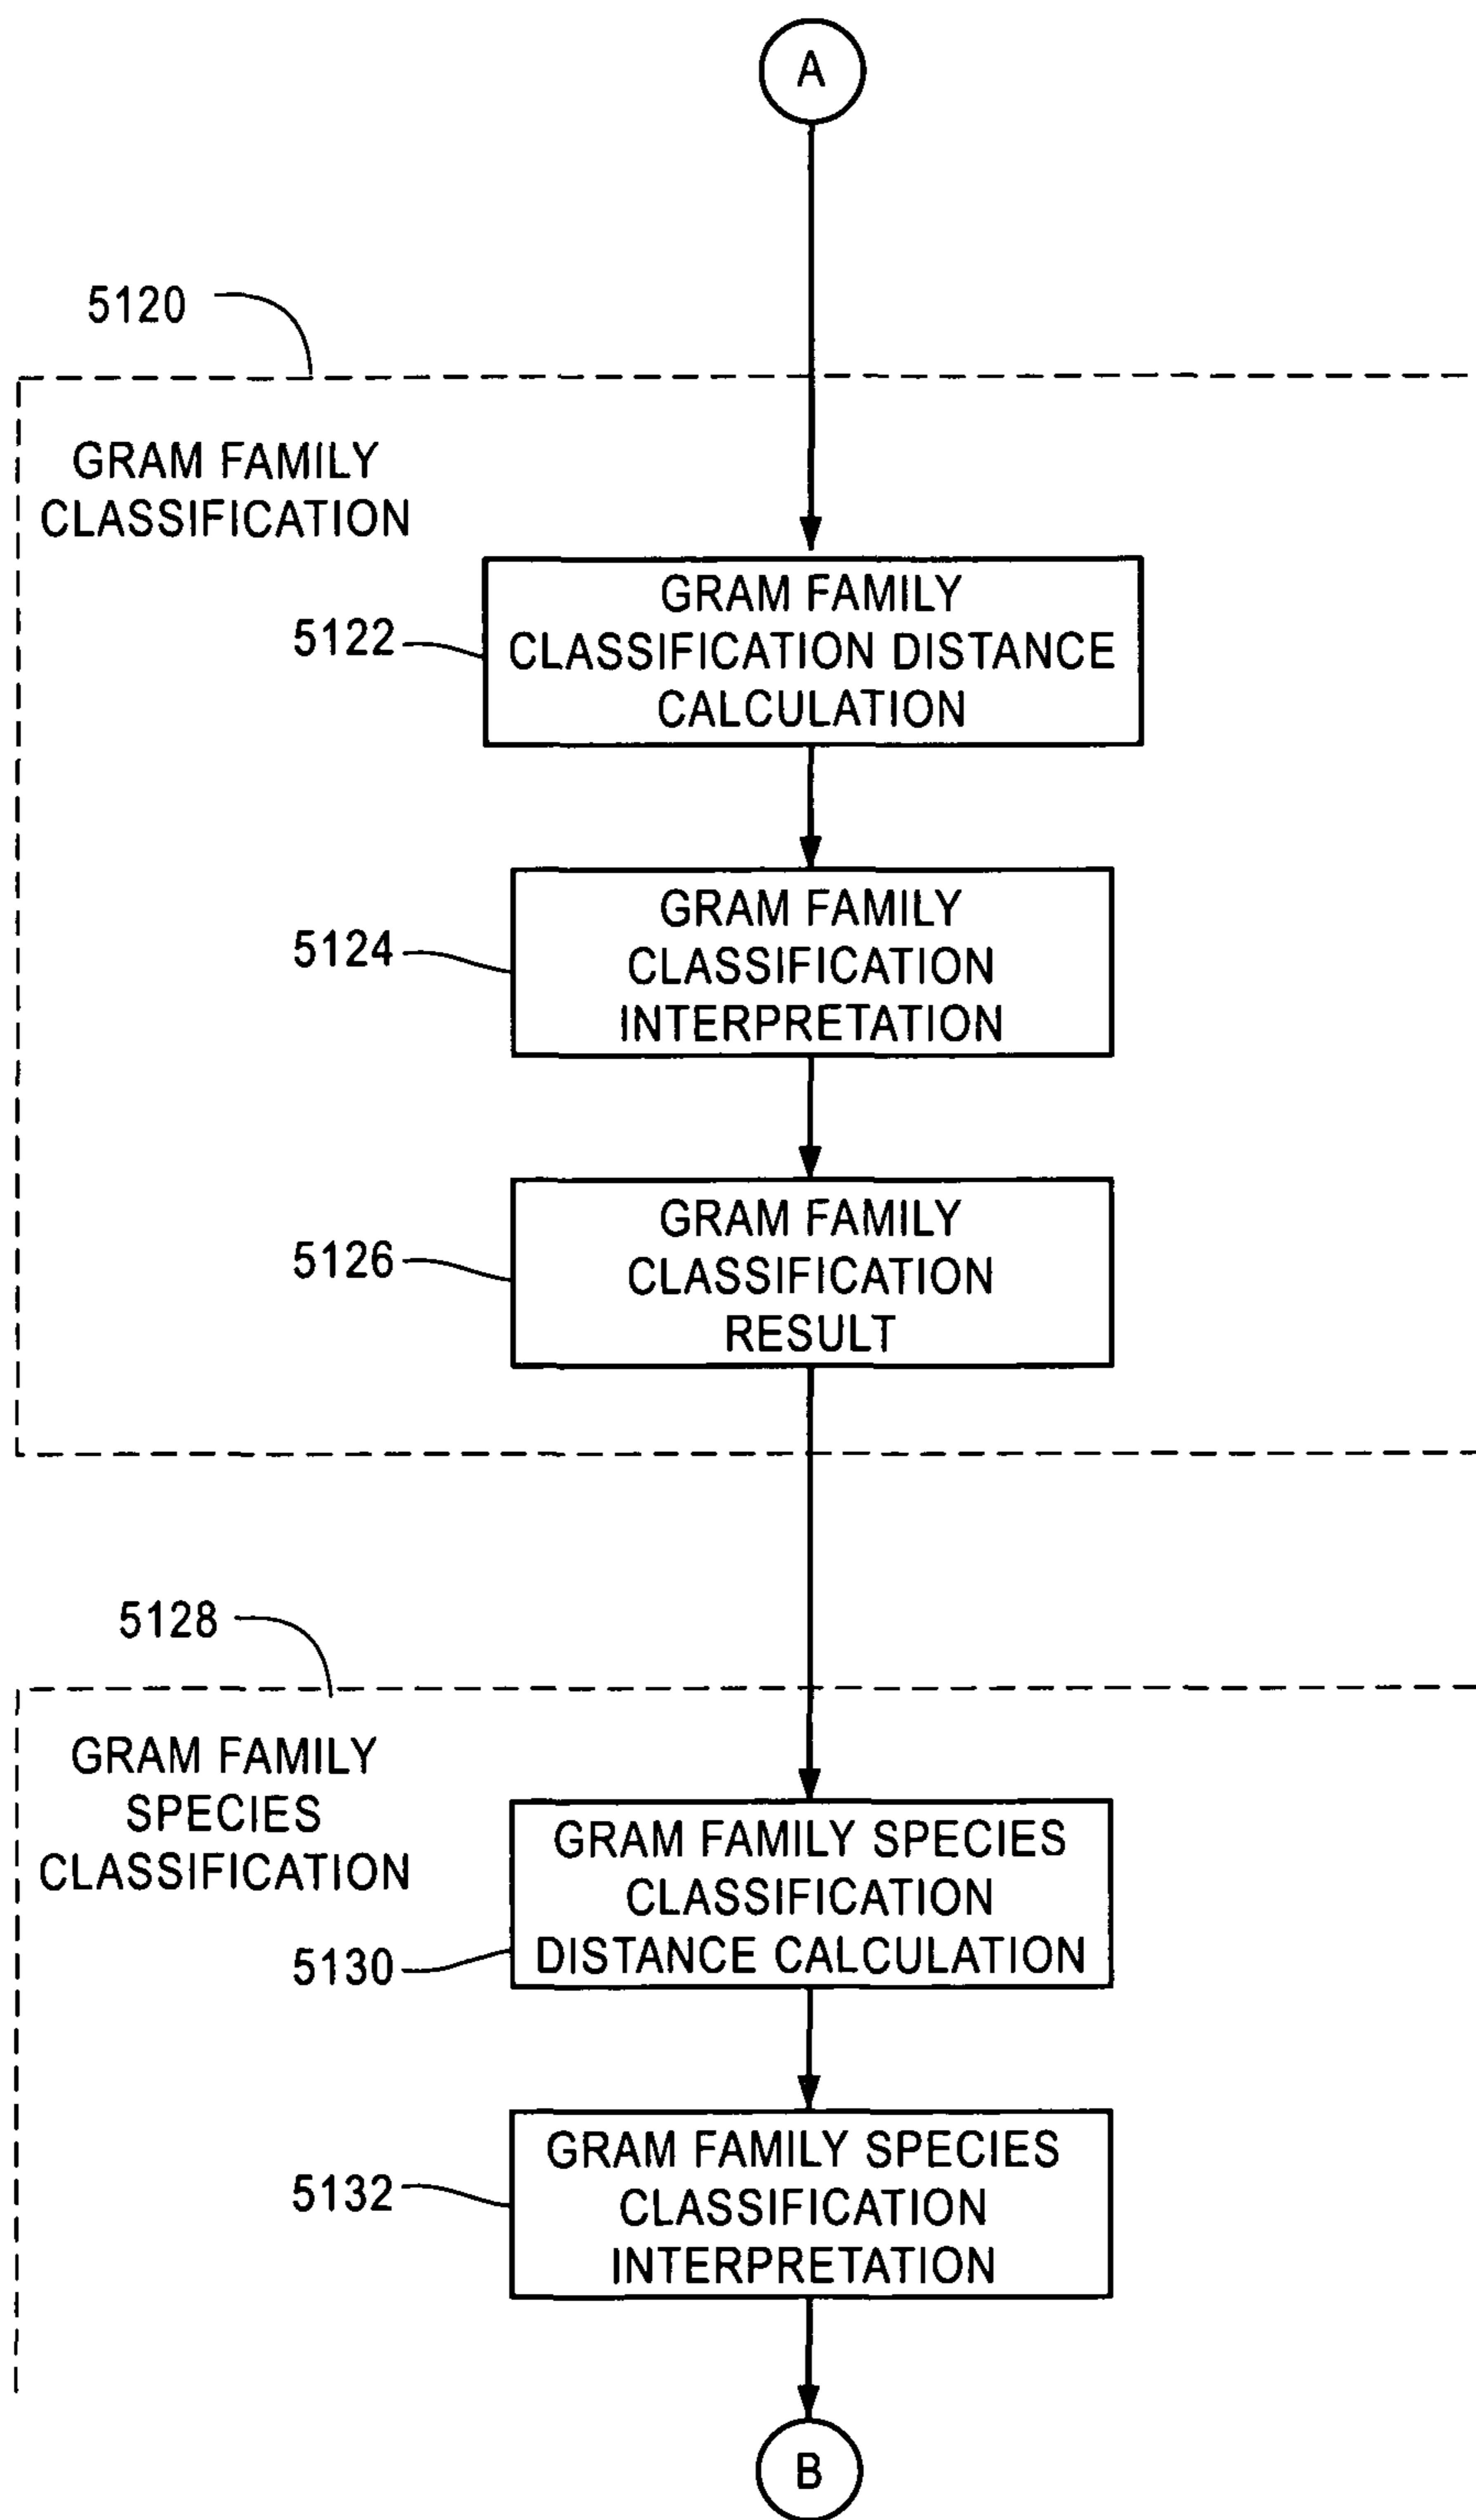 A
5120
GRAM FAMILY
CLASSIFICATION
5122
GRAM FAMILY
CLASSIFICATION DISTANCE
CALCULATION
5124
GRAM FAMILY
CLASSIFICATION
INTERPRETATION
5126
GRAM FAMILY
CLASSIFICATION
RESULT
5128
GRAM FAMILY
SPECIES
CLASSIFICATION
5130
GRAM FAMILY SPECIES
CLASSIFICATION
DISTANCE CALCULATION
5132
GRAM FAMILY SPECIES
CLASSIFICATION
INTERPRETATION
B